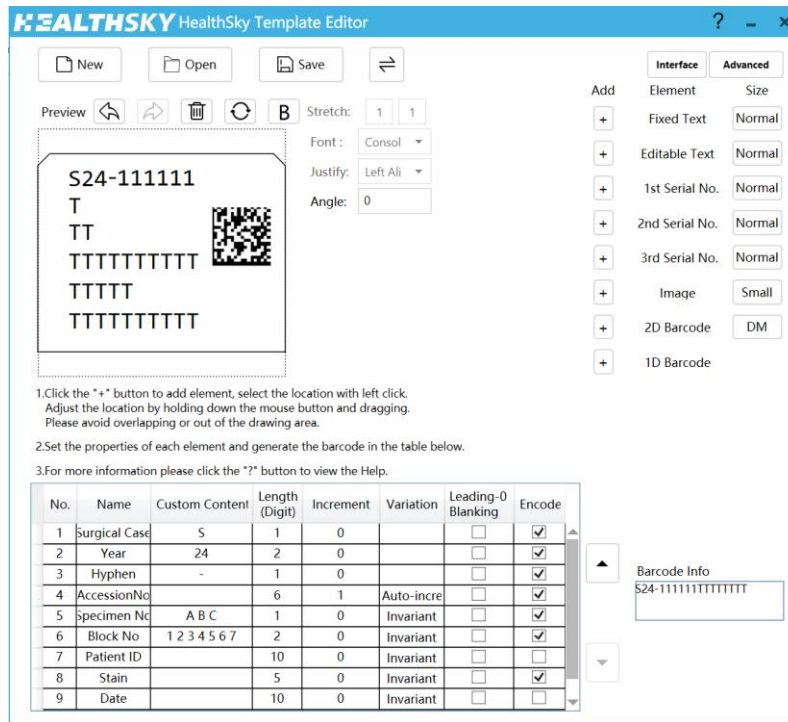 HEALTHSKY HealthSky Template Editor ? – ×
New Open Save ⇌
Interface Advanced
Add Element Size
Preview B Stretch: 1 1
+ Fixed Text Normal
Font : Consol
+ Editable Text Normal
Justify: Left Ali
+ 1st Serial No. Normal
Angle: 0
+ 2nd Serial No. Normal
+ 3rd Serial No. Normal
+ Image Small
+ 2D Barcode DM
+ 1D Barcode
S24-111111
T
TT
TTTTTTTTTT
TTTTT
TTTTTTTTTT
1.Click the "+" button to add element, select the location with left click.
Adjust the location by holding down the mouse button and dragging.
Please avoid overlapping or out of the drawing area.
2.Set the properties of each element and generate the barcode in the table below.
3.For more information please click the "?" button to view the Help.
No. Name Custom Content Length (Digit) Increment Variation Leading-0 Blanking Encode
1 Surgical Case S 1 0
2 Year 24 2 0
3 Hyphen - 1 0
4 AccessionNo 6 1 Auto-incre
5 Specimen No A B C 1 0 Invariant
6 Block No 1 2 3 4 5 6 7 2 0 Invariant
7 Patient ID 10 0 Invariant
8 Stain 5 0 Invariant
9 Date 10 0 Invariant
Barcode Info
S24-111111TTTTTTTT